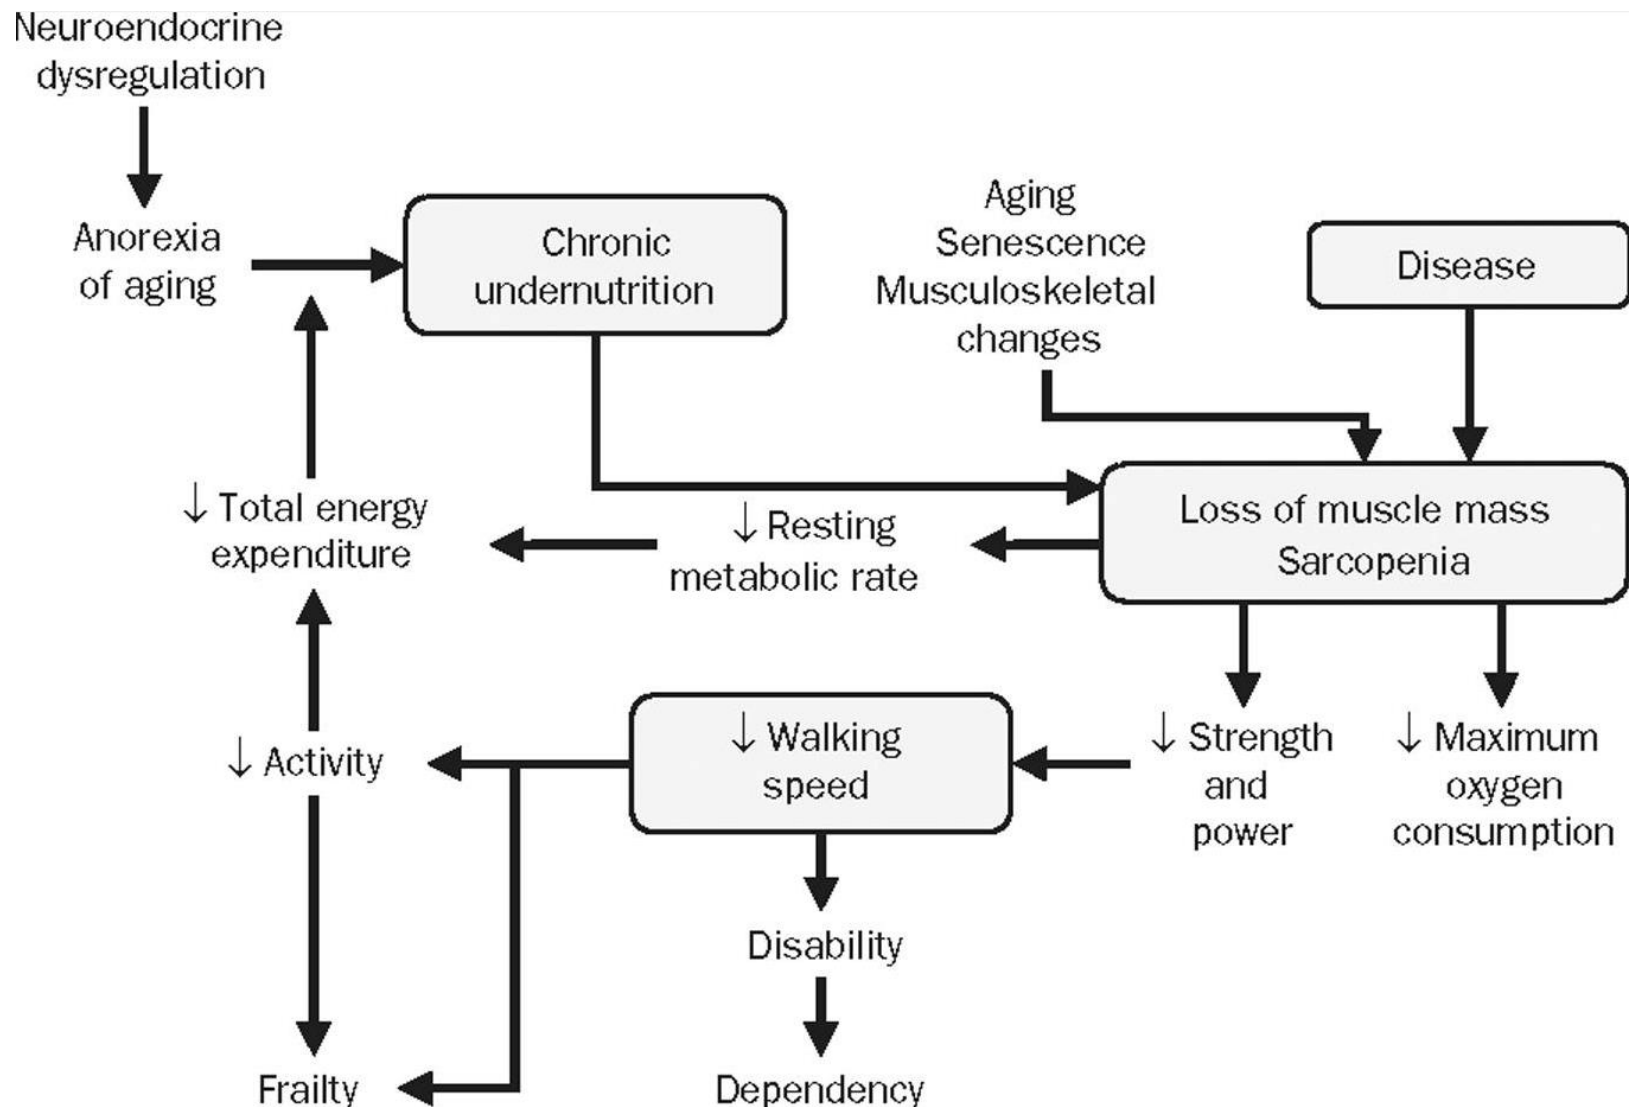 Neuroendocrine
dysregulation
Anorexia
of aging
Chronic
undernutrition
Aging
Senescence
Musculoskeletal
changes
Disease
↓ Total energy
expenditure
↓ Resting
metabolic rate
Loss of muscle mass
Sarcopenia
↓ Activity
↓ Walking
speed
↓ Strength
and
power
↓ Maximum
oxygen
consumption
Disability
Frailty
Dependency